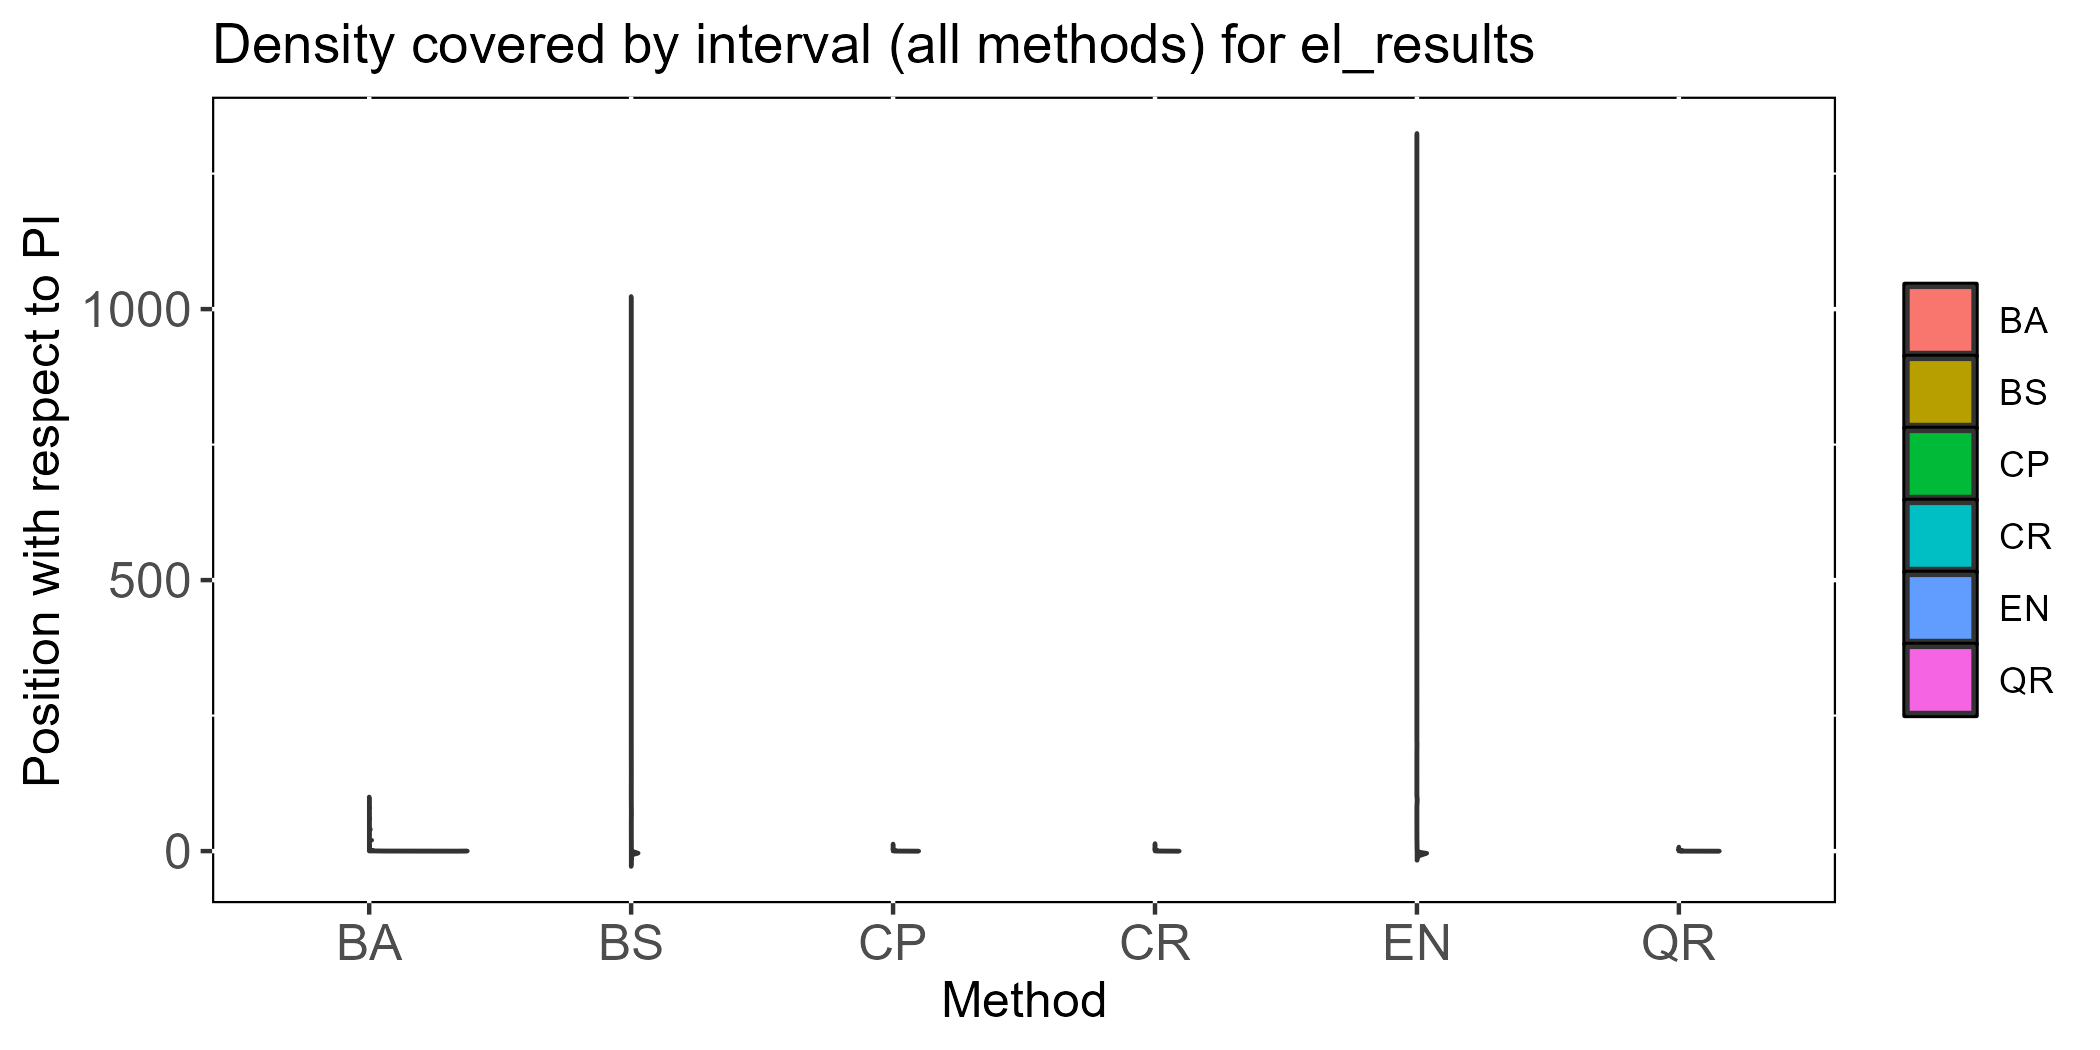 Density covered by interval (all methods) for el_results
Position with respect to PI
1000
500
0
BA
BS
CP
CR
EN
QR
Method
BA
BS
CP
CR
EN
QR